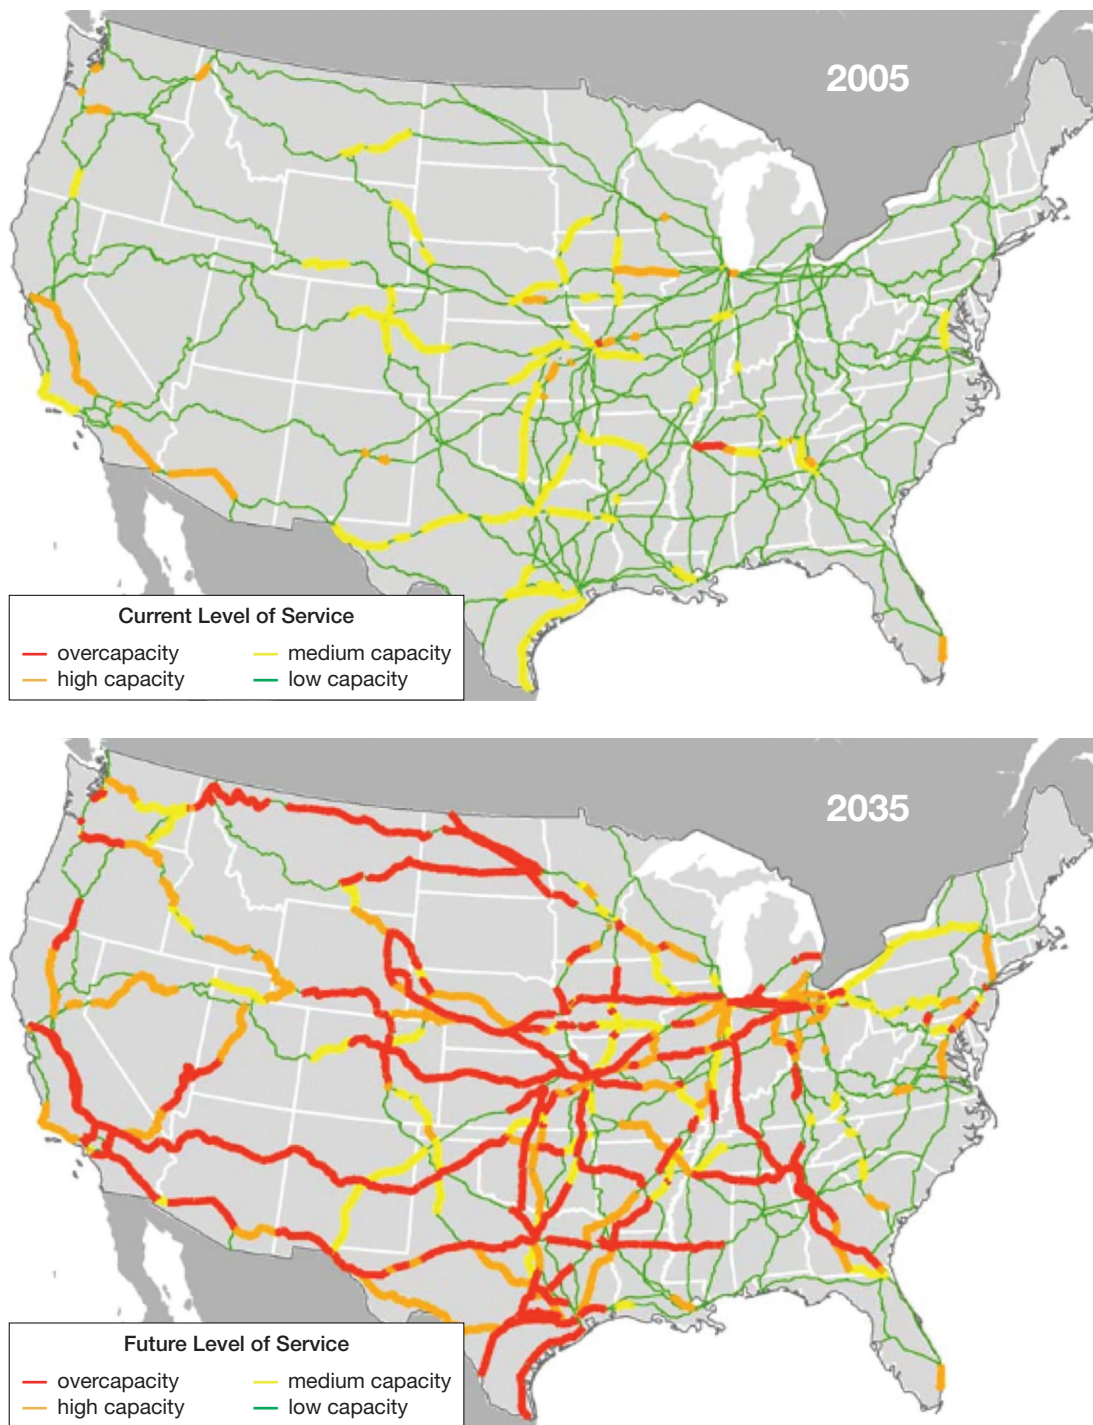 2005
Current Level of Service
overcapacity
medium capacity
high capacity
low capacity
2035
Future Level of Service
overcapacity
medium capacity
high capacity
low capacity